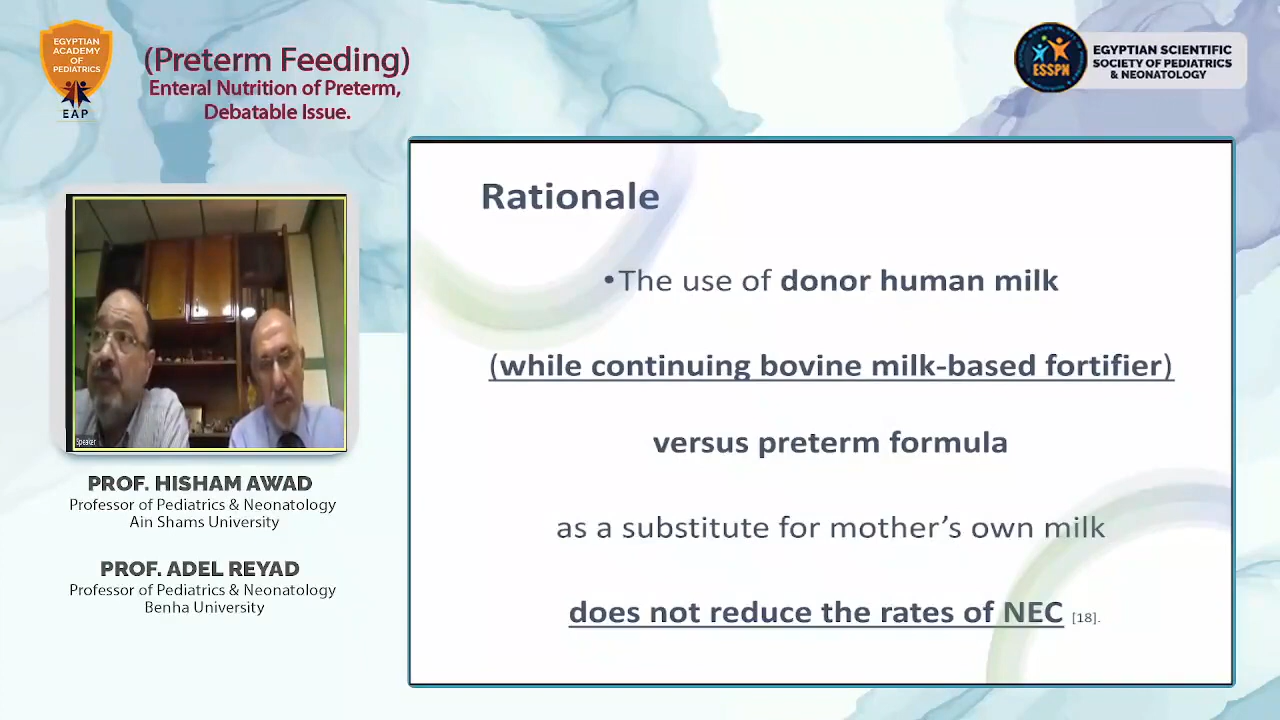 EGYPTIAN
ACADEMY
OF
PEDIATRICS
EAP
(Preterm Feeding)
Enteral Nutrition of Preterm,
Debatable Issue.
ESSPN
EGYPTIAN SCIENTIFIC
SOCIETY OF PEDIATRICS
& NEONATOLOGY
Speaker
PROF. HISHAM AWAD
Professor of Pediatrics & Neonatology
Ain Shams University
PROF. ADEL REYAD
Professor of Pediatrics & Neonatology
Benha University
Rationale
•The use of donor human milk
(while continuing bovine milk-based fortifier)
versus preterm formula
as a substitute for mother’s own milk
does not reduce the rates of NEC [18].